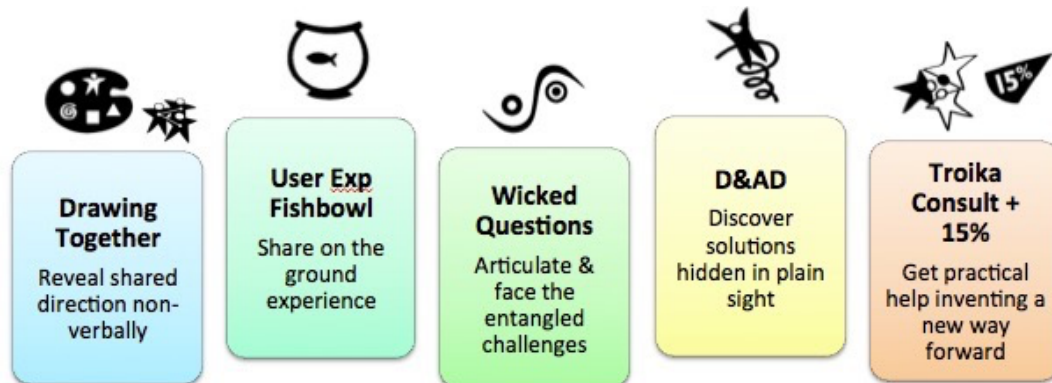 15%
Drawing
Together
Reveal shared
direction non-
verbally
User Exp
Fishbowl
Share on the
ground
experience
Wicked
Questions
Articulate &
face the
entangled
challenges
D&AD
Discover
solutions
hidden in plain
sight
Troika
Consult +
15%
Get practical
help inventing a
new way
forward